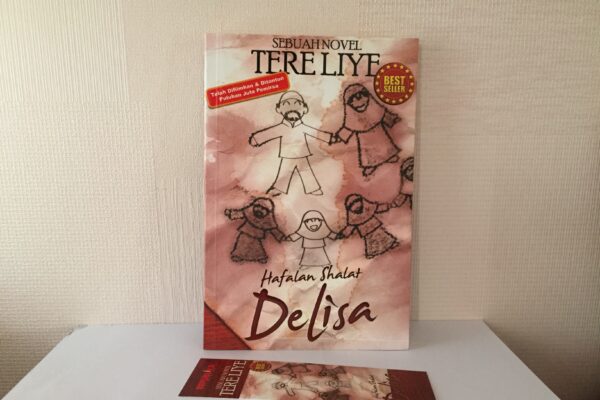 SEBUAH NOVEL
TERE LIYE
Telah Difilmkan & Ditonton
Puluhan Juta Pemirsa
BEST
SELLER
Hafalan Shalat
Delisa
TERE LIYE